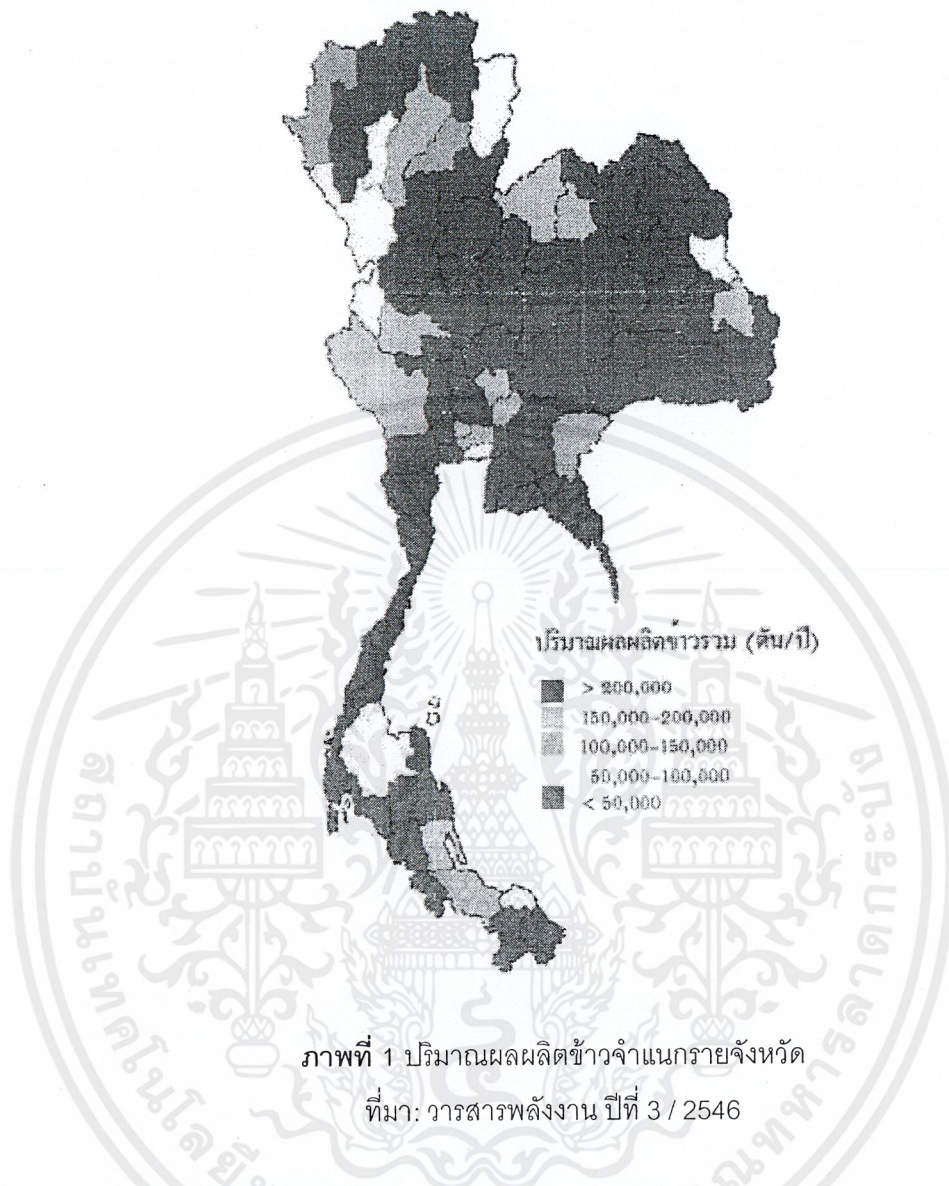 ปริมาณผลผลิตข้าวรวม (ตัน/ปี)
> 200,000
150,000-200,000
100,000-150,000
50,000-100,000
< 50,000
ภาพที่ 1 ปริมาณผลผลิตข้าวจำแนกรายจังหวัด
ที่มา: วารสารพลังงาน ปีที่ 3 / 2546